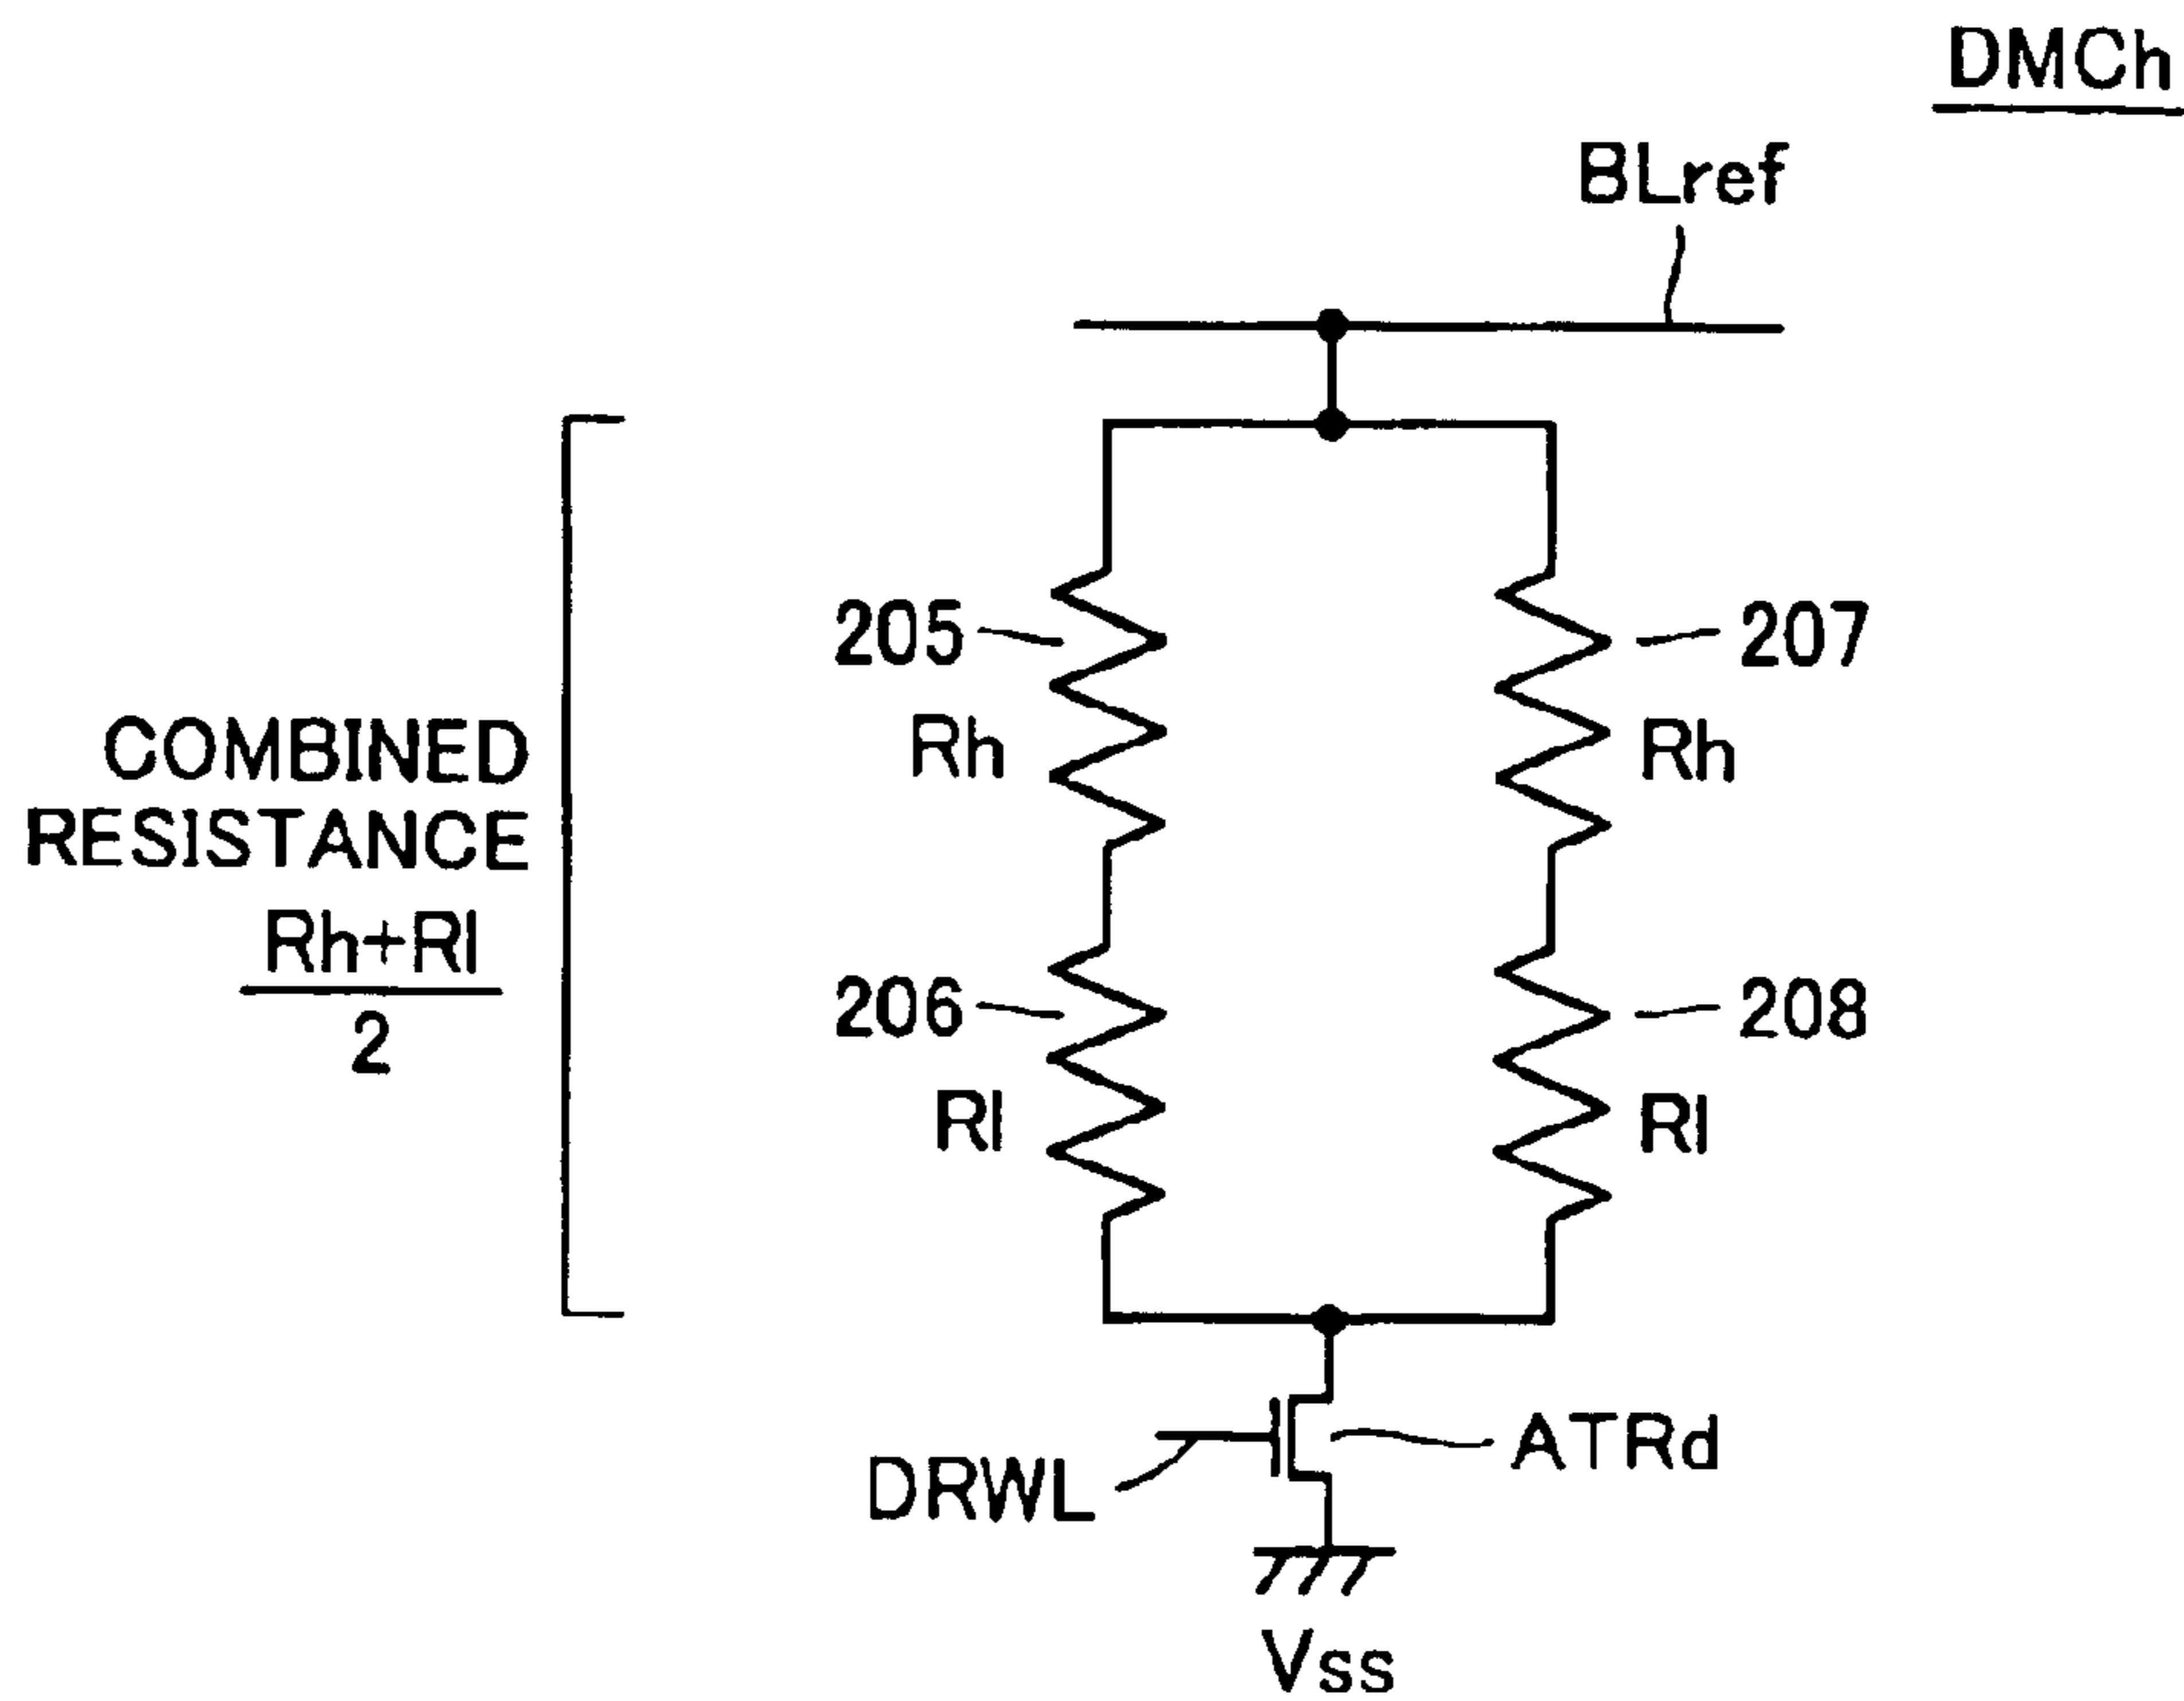 DMCh
BLref
205
Rh
207
Rh
COMBINED
RESISTANCE
Rh+Rl
2
206
Rl
208
Rl
DRWL
ATRd
Vss